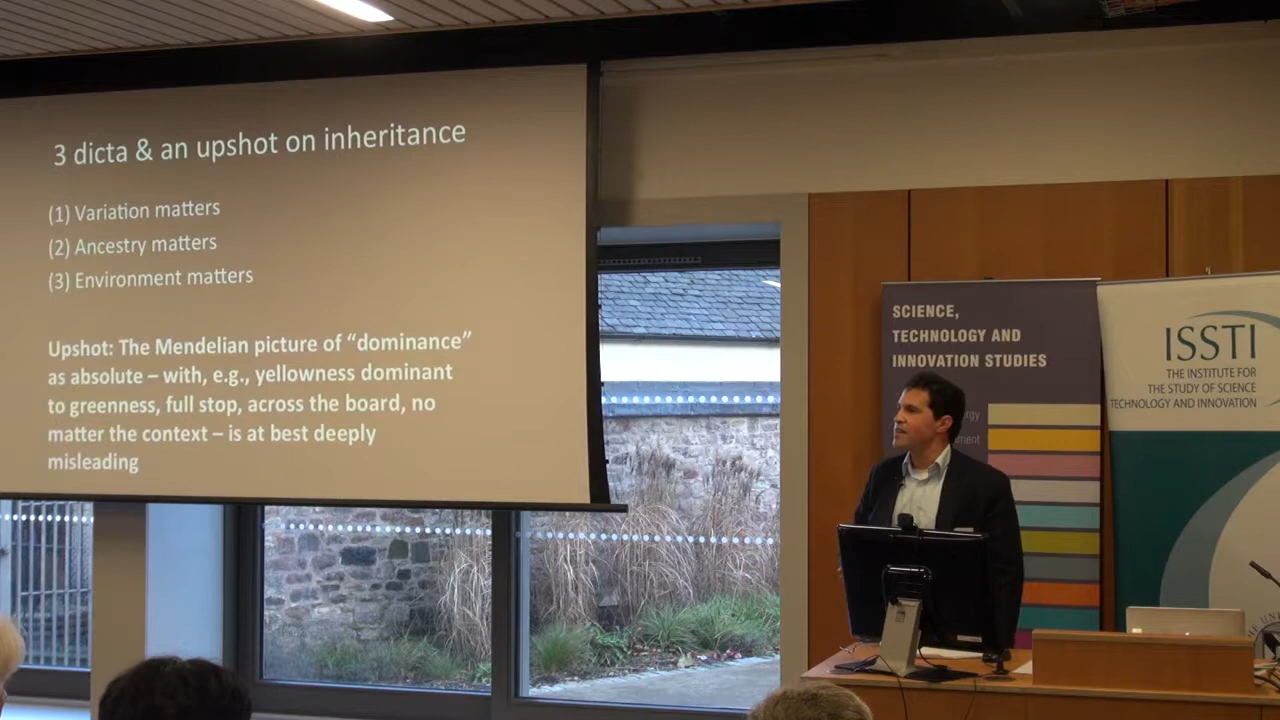 3 dicta & an upshot on inheritance
(1) Variation matters
(2) Ancestry matters
(3) Environment matters
Upshot: The Mendelian picture of “dominance”
as absolute – with, e.g., yellowness dominant
to greenness, full stop, across the board, no
matter the context – is at best deeply
misleading
SCIENCE,
TECHNOLOGY AND
INNOVATION STUDIES
ISSTI
THE INSTITUTE FOR
THE STUDY OF SCIENCE
TECHNOLOGY AND INNOVATION